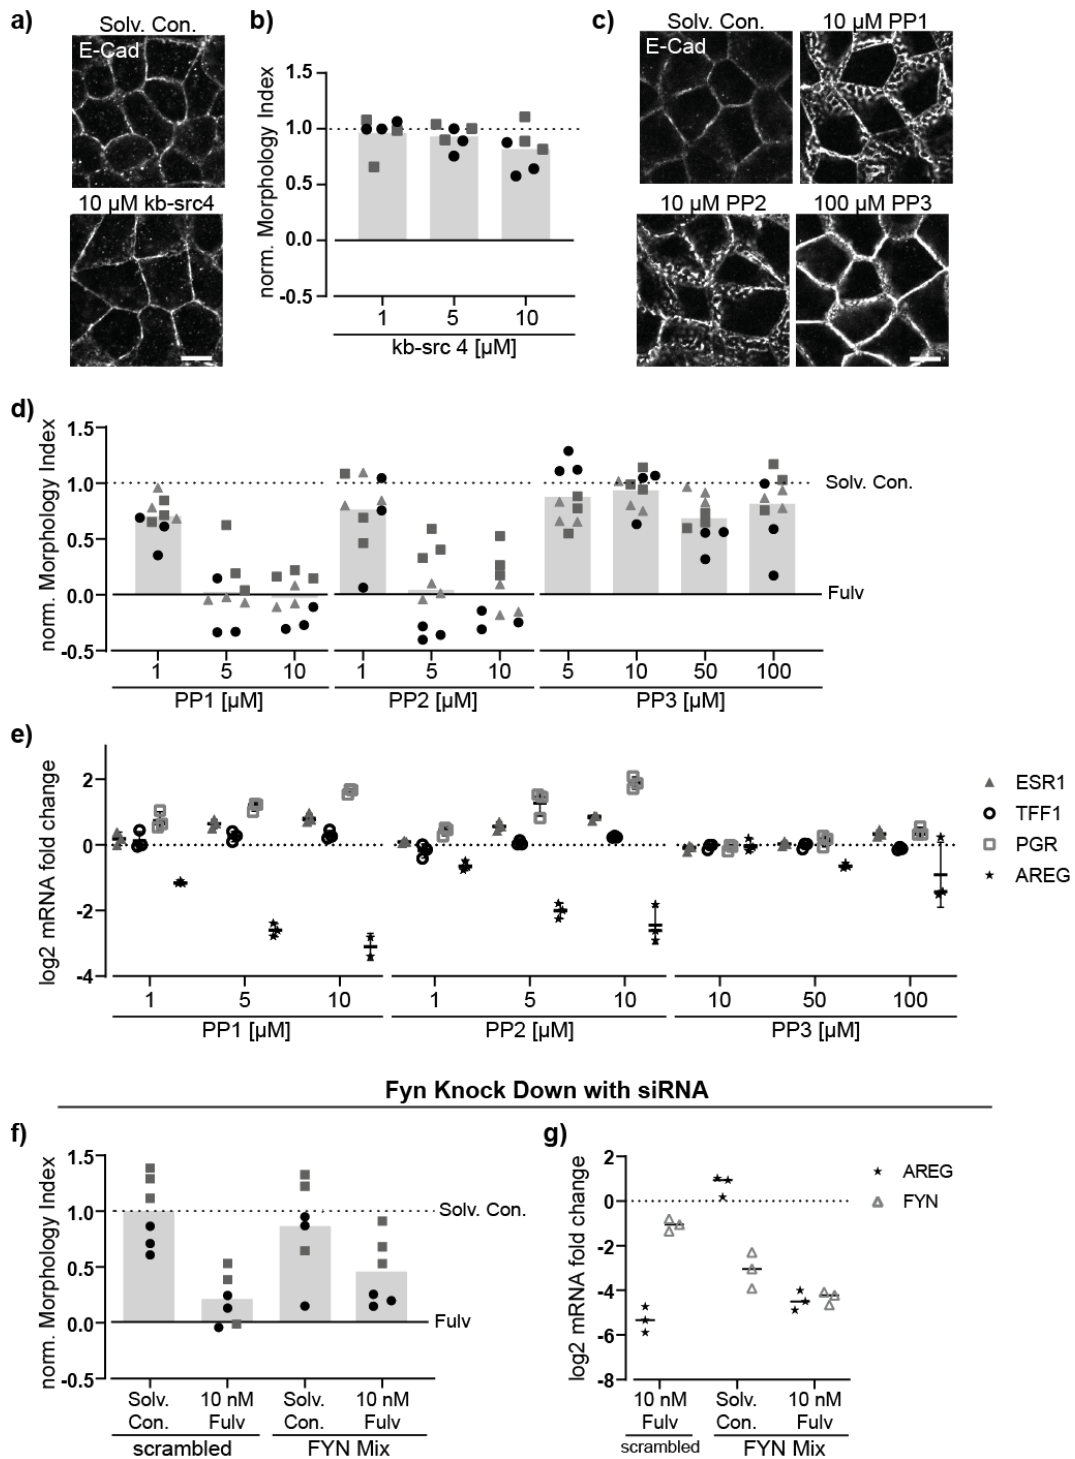 a)
Solv. Con.
E-Cad
10 µM kb-src4
b)
norm. Morphology Index
1.5
1.0
0.5
0.0
-0.5
1 5 10
kb-src 4 [µM]
c)
Solv. Con. 10 µM PP1
E-Cad
10 µM PP2 100 µM PP3
d)
norm. Morphology Index
1.5
1.0
0.5
0.0
-0.5
Solv. Con.
Fulv
1 5 10 1 5 10 5 10 50 100
PP1 [µM] PP2 [µM] PP3 [µM]
e)
log2 mRNA fold change
2
0
-2
-4
ESR1
TFF1
PGR
AREG
1 5 10 1 5 10 10 50 100
PP1 [µM] PP2 [µM] PP3 [µM]
Fyn Knock Down with siRNA
f)
norm. Morphology Index
1.5
1.0
0.5
0.0
-0.5
Solv. Con.
Fulv
Solv. 10 nM Solv. 10 nM
Con. Fulv Con. Fulv
scrambled FYN Mix
g)
log2 mRNA fold change
2
0
-2
-4
-6
-8
AREG
FYN
10 nM Solv. 10 nM
Fulv Con. Fulv
scrambled FYN Mix